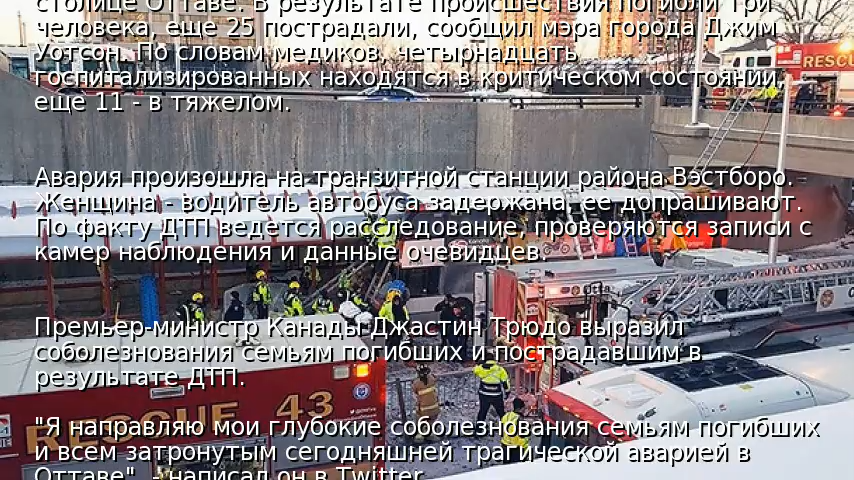 столице Оттаве. В результате происшествия погибли три
человека, еще 25 пострадали, сообщил мэра города Джим
Уотсон. По словам медиков, четырнадцать
госпитализированных находятся в критическом состоянии,
еще 11 - в тяжелом.
Авария произошла на транзитной станции района Вэстборо.
Женщина - водитель автобуса задержана, ее допрашивают.
По факту ДТП ведется расследование, проверяются записи с
камер наблюдения и данные очевидцев.
Премьер-министр Канады Джастин Трюдо выразил
соболезнования семьям погибших и пострадавшим в
результате ДТП.
"Я направляю мои глубокие соболезнования семьям погибших
и всем затронутым сегодняшней трагической аварией в
Оттаве", - написал он в Twitter
RESCUE 43
RESCU